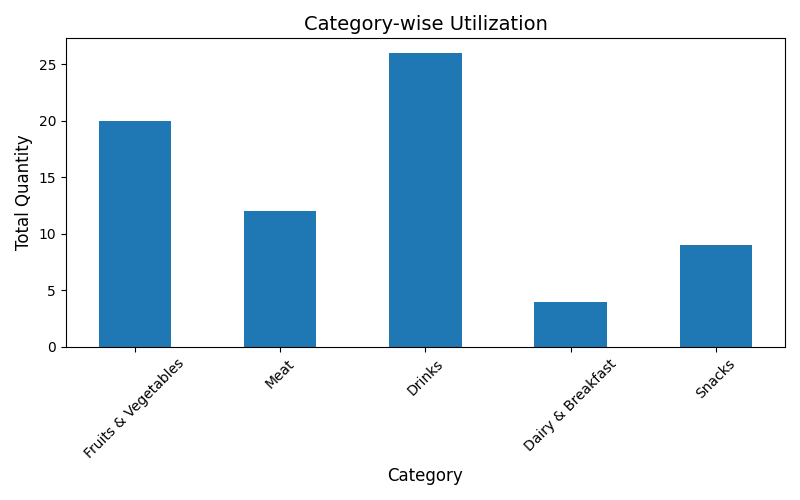 Category-wise Utilization
Total Quantity
25
20
15
10
5
0
Fruits & Vegetables
Meat
Drinks
Dairy & Breakfast
Snacks
Category